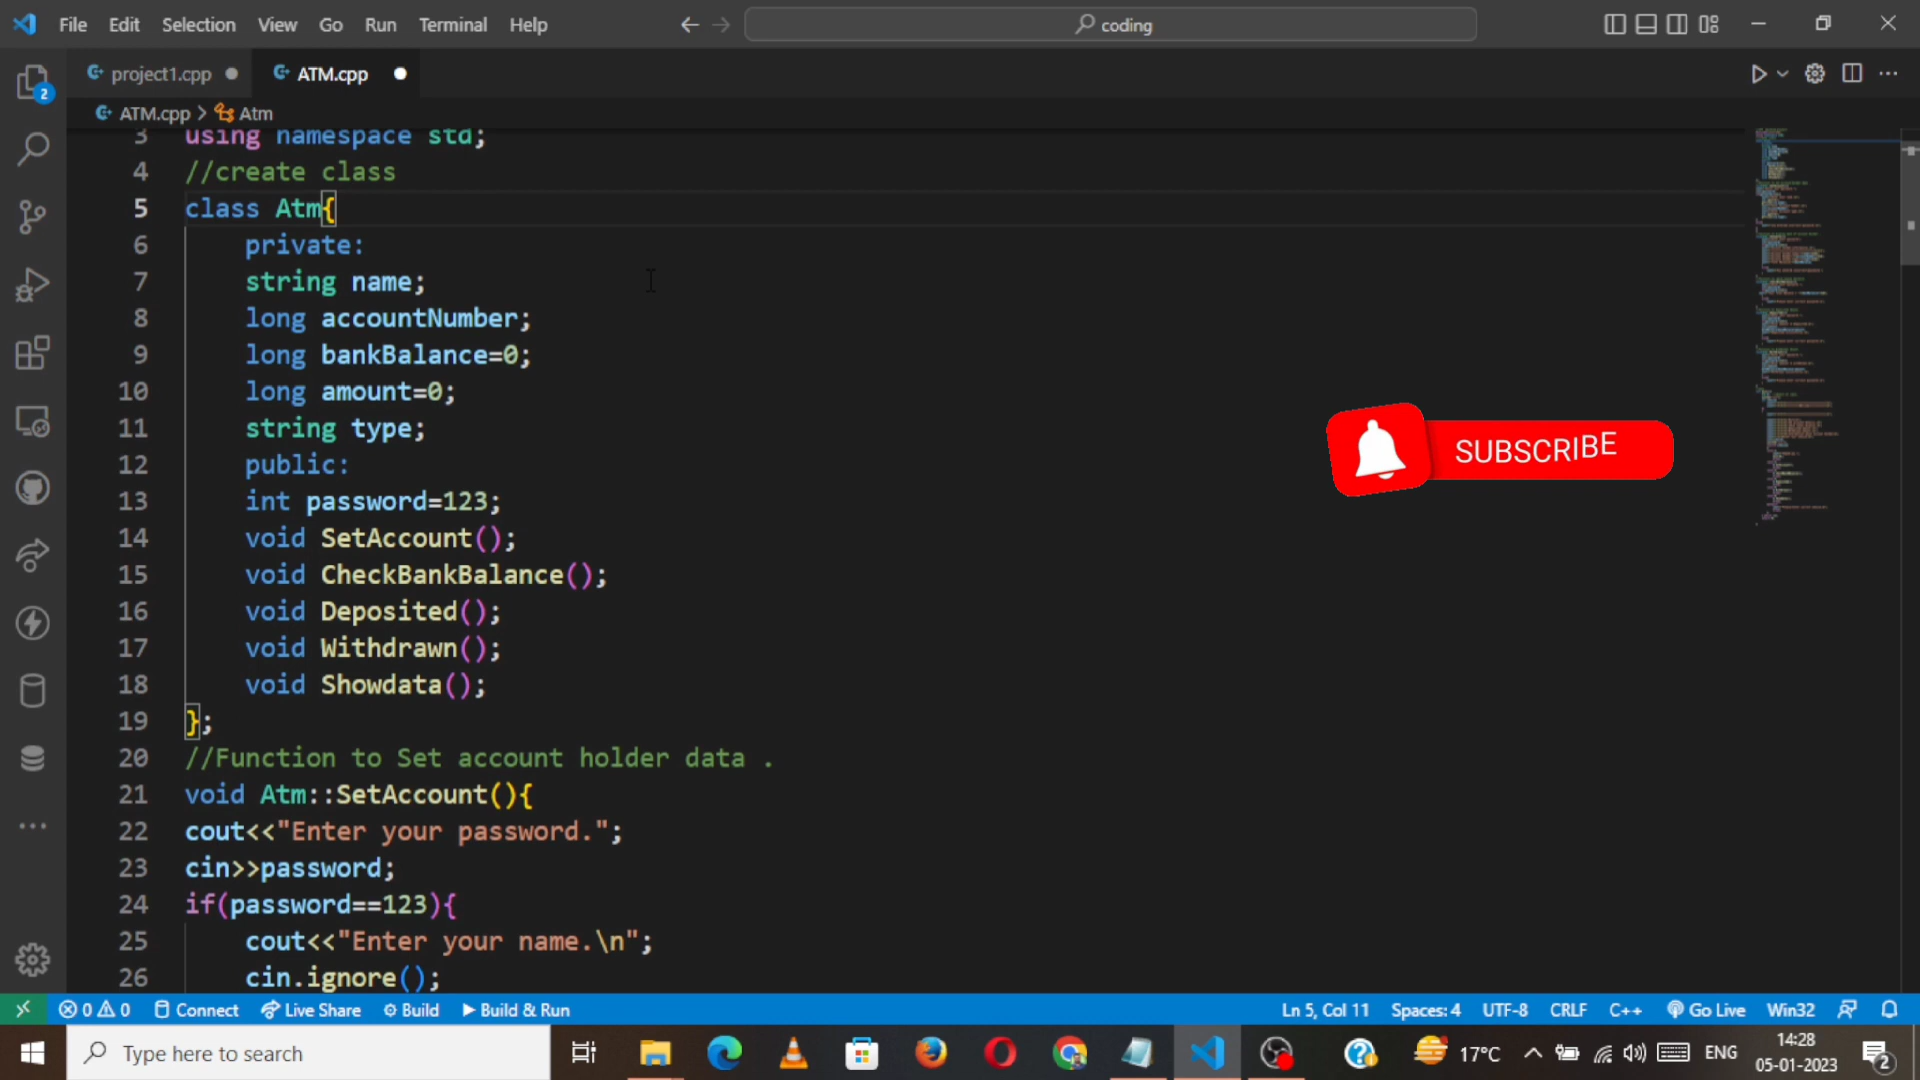 File Edit Selection View Go Run Terminal Help
coding
project1.cpp ATM.cpp
ATM.cpp > Atm
3 using namespace std;
4 //create class
5 class Atm{
6 private:
7 string name;
8 long accountNumber;
9 long bankBalance=0;
10 long amount=0;
11 string type;
12 public:
13 int password=123;
14 void SetAccount();
15 void CheckBankBalance();
16 void Deposited();
17 void Withdrawn();
18 void Showdata();
19 };
20 //Function to Set account holder data .
21 void Atm::SetAccount(){
22 cout<<"Enter your password.";
23 cin>>password;
24 if(password==123){
25 cout<<"Enter your name.\n";
26 cin.ignore();
SUBSCRIBE
2
0 0 Connect Live Share Build Build & Run Ln 5, Col 11 Spaces: 4 UTF-8 CRLF C++ Go Live Win32
Type here to search
17°C ENG
14:28
05-01-2023
2